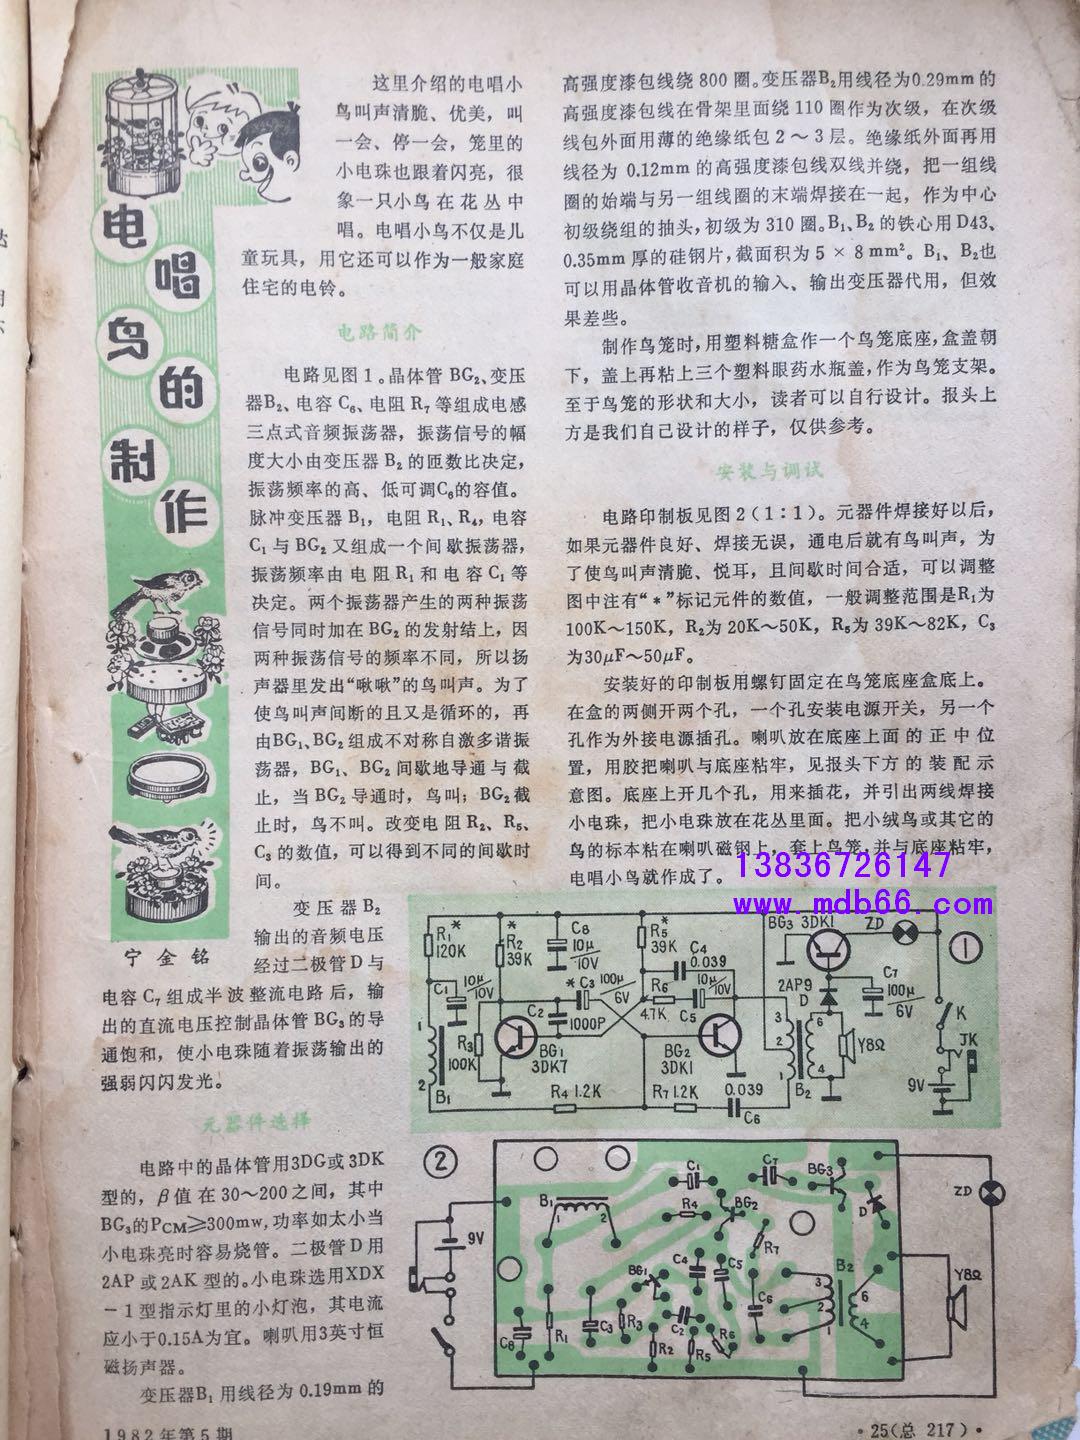 电唱鸟的制作
宁金铭
这里介绍的电唱小
鸟叫声清脆、优美，叫
一会、停一会，笼里的
小电珠也跟着闪亮，很
象一只小鸟在花丛中
唱。电唱小鸟不仅是儿
童玩具，用它还可以作为一般家庭
住宅的电铃。
电路简介
电路见图1。晶体管BG₂、变压
器B₂、电容C₆、电阻R₇等组成电感
三点式音频振荡器，振荡信号的幅
度大小由变压器B₂的匝数比决定，
振荡频率的高、低可调C₆的容值。
脉冲变压器B₁，电阻R₁、R₄，电容
C₁与BG₂又组成一个间歇振荡器，
振荡频率由电阻R₁和电容C₁等
决定。两个振荡器产生的两种振荡
信号同时加在BG₂的发射结上，因
两种振荡信号的频率不同，所以扬
声器里发出“啾啾”的鸟叫声。为了
使鸟叫声间断的且又是循环的，再
由BG₁、BG₂组成不对称自激多谐振
荡器，BG₁、BG₂间歇地导通与截
止，当BG₂导通时，鸟叫；BG₂截
止时，鸟不叫。改变电阻R₂、R₅、
C₃的数值，可以得到不同的间歇时
间。
变压器B₂
输出的音频电压
经过二极管D与
电容C₇组成半波整流电路后，输
出的直流电压控制晶体管BG₃的导
通饱和，使小电珠随着振荡输出的
强弱闪闪发光。
元器件选择
电路中的晶体管用3DG或3DK
型的，β值在30～200之间，其中
BG₃的PCM≥300mw，功率如太小当
小电珠亮时容易烧管。二极管D用
2AP或2AK型的。小电珠选用XDX
－1型指示灯里的小灯泡，其电流
应小于0.15A为宜。喇叭用3英寸恒
磁扬声器。
变压器B₁用线径为0.19mm的
高强度漆包线绕800圈。变压器B₂用线径为0.29mm的
高强度漆包线在骨架里面绕110圈作为次级，在次级
线包外面用薄的绝缘纸包2～3层。绝缘纸外面再用
线径为0.12mm的高强度漆包线双线并绕，把一组线
圈的始端与另一组线圈的末端焊接在一起，作为中心
初级绕组的抽头，初级为310圈。B₁、B₂的铁心用D43、
0.35mm厚的硅钢片，截面积为5×8mm²。B₁、B₂也
可以用晶体管收音机的输入、输出变压器代用，但效
果差些。
制作鸟笼时，用塑料糖盒作一个鸟笼底座，盒盖朝
下，盖上再粘上三个塑料眼药水瓶盖，作为鸟笼支架。
至于鸟笼的形状和大小，读者可以自行设计。报头上
方是我们自己设计的样子，仅供参考。
安装与调试
电路印制板见图2（1：1）。元器件焊接好以后，
如果元器件良好、焊接无误，通电后就有鸟叫声，为
了使鸟叫声清脆、悦耳，且间歇时间合适，可以调整
图中注有“＊”标记元件的数值，一般调整范围是R₁为
100K～150K，R₂为20K～50K，R₅为39K～82K，C₃
为30μF～50μF。
安装好的印制板用螺钉固定在鸟笼底座盒底上。
在盒的两侧开两个孔，一个孔安装电源开关，另一个
孔作为外接电源插孔。喇叭放在底座上面的正中位
置，用胶把喇叭与底座粘牢，见报头下方的装配示
意图。底座上开几个孔，用来插花，并引出两线焊接
小电珠，把小电珠放在花丛里面。把小绒鸟或其它的
鸟的标本粘在喇叭磁钢上，套上鸟笼，并与底座粘牢，
电唱小鸟就作成了。
13836726147
www.mdb66.com
①
R₁* 120K
R₂* 39K
C₈ 10μ/10V
R₅* 39K
C₄ 0.039
BG₃ 3DK1
ZD
C₁ 10μ/10V
*C₃ 100μ/6V
R₆ 4.7K
C₅ 10μ/10V
2AP9 D
C₇ 100μ/6V
K
JK
C₂ 1000P
R₃ 100K
BG₁ 3DK7
BG₂ 3DK1
1 2 B₁
3 2 1 6 4 B₂
Y8Ω
9V
R₄ 1.2K
R₇ 1.2K
0.039 C₆
②
9V
B₁ 1 2
C₁
C₇
BG₃
R₄
BG₂
D
ZD
R₇
C₄
C₅
BG₁
B₂
3 2 1 6 4
C₆
Y8Ω
C₈
R₁
C₃
R₃
C₂
R₂
R₅
R₆
1982年第5期
·25（总217）·